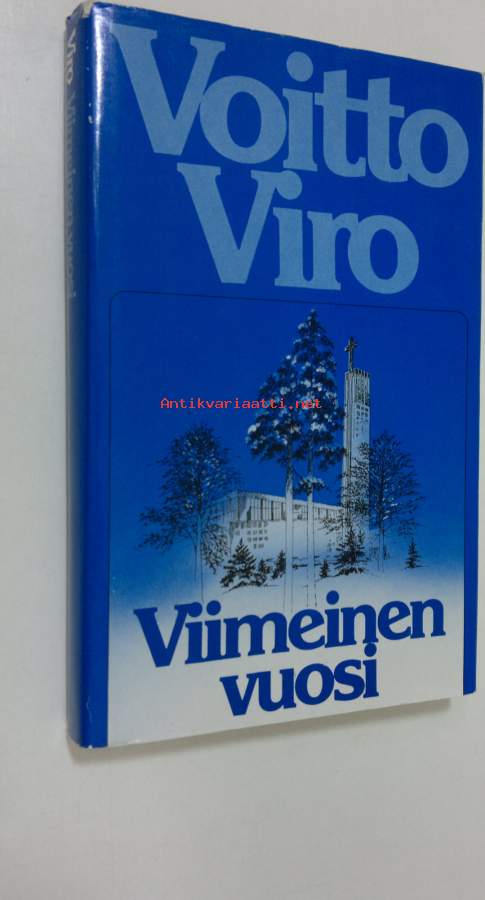 Voitto
Viro
Antikvariaatti.net
Viimeinen
vuosi
Viro Viimeinen vuosi